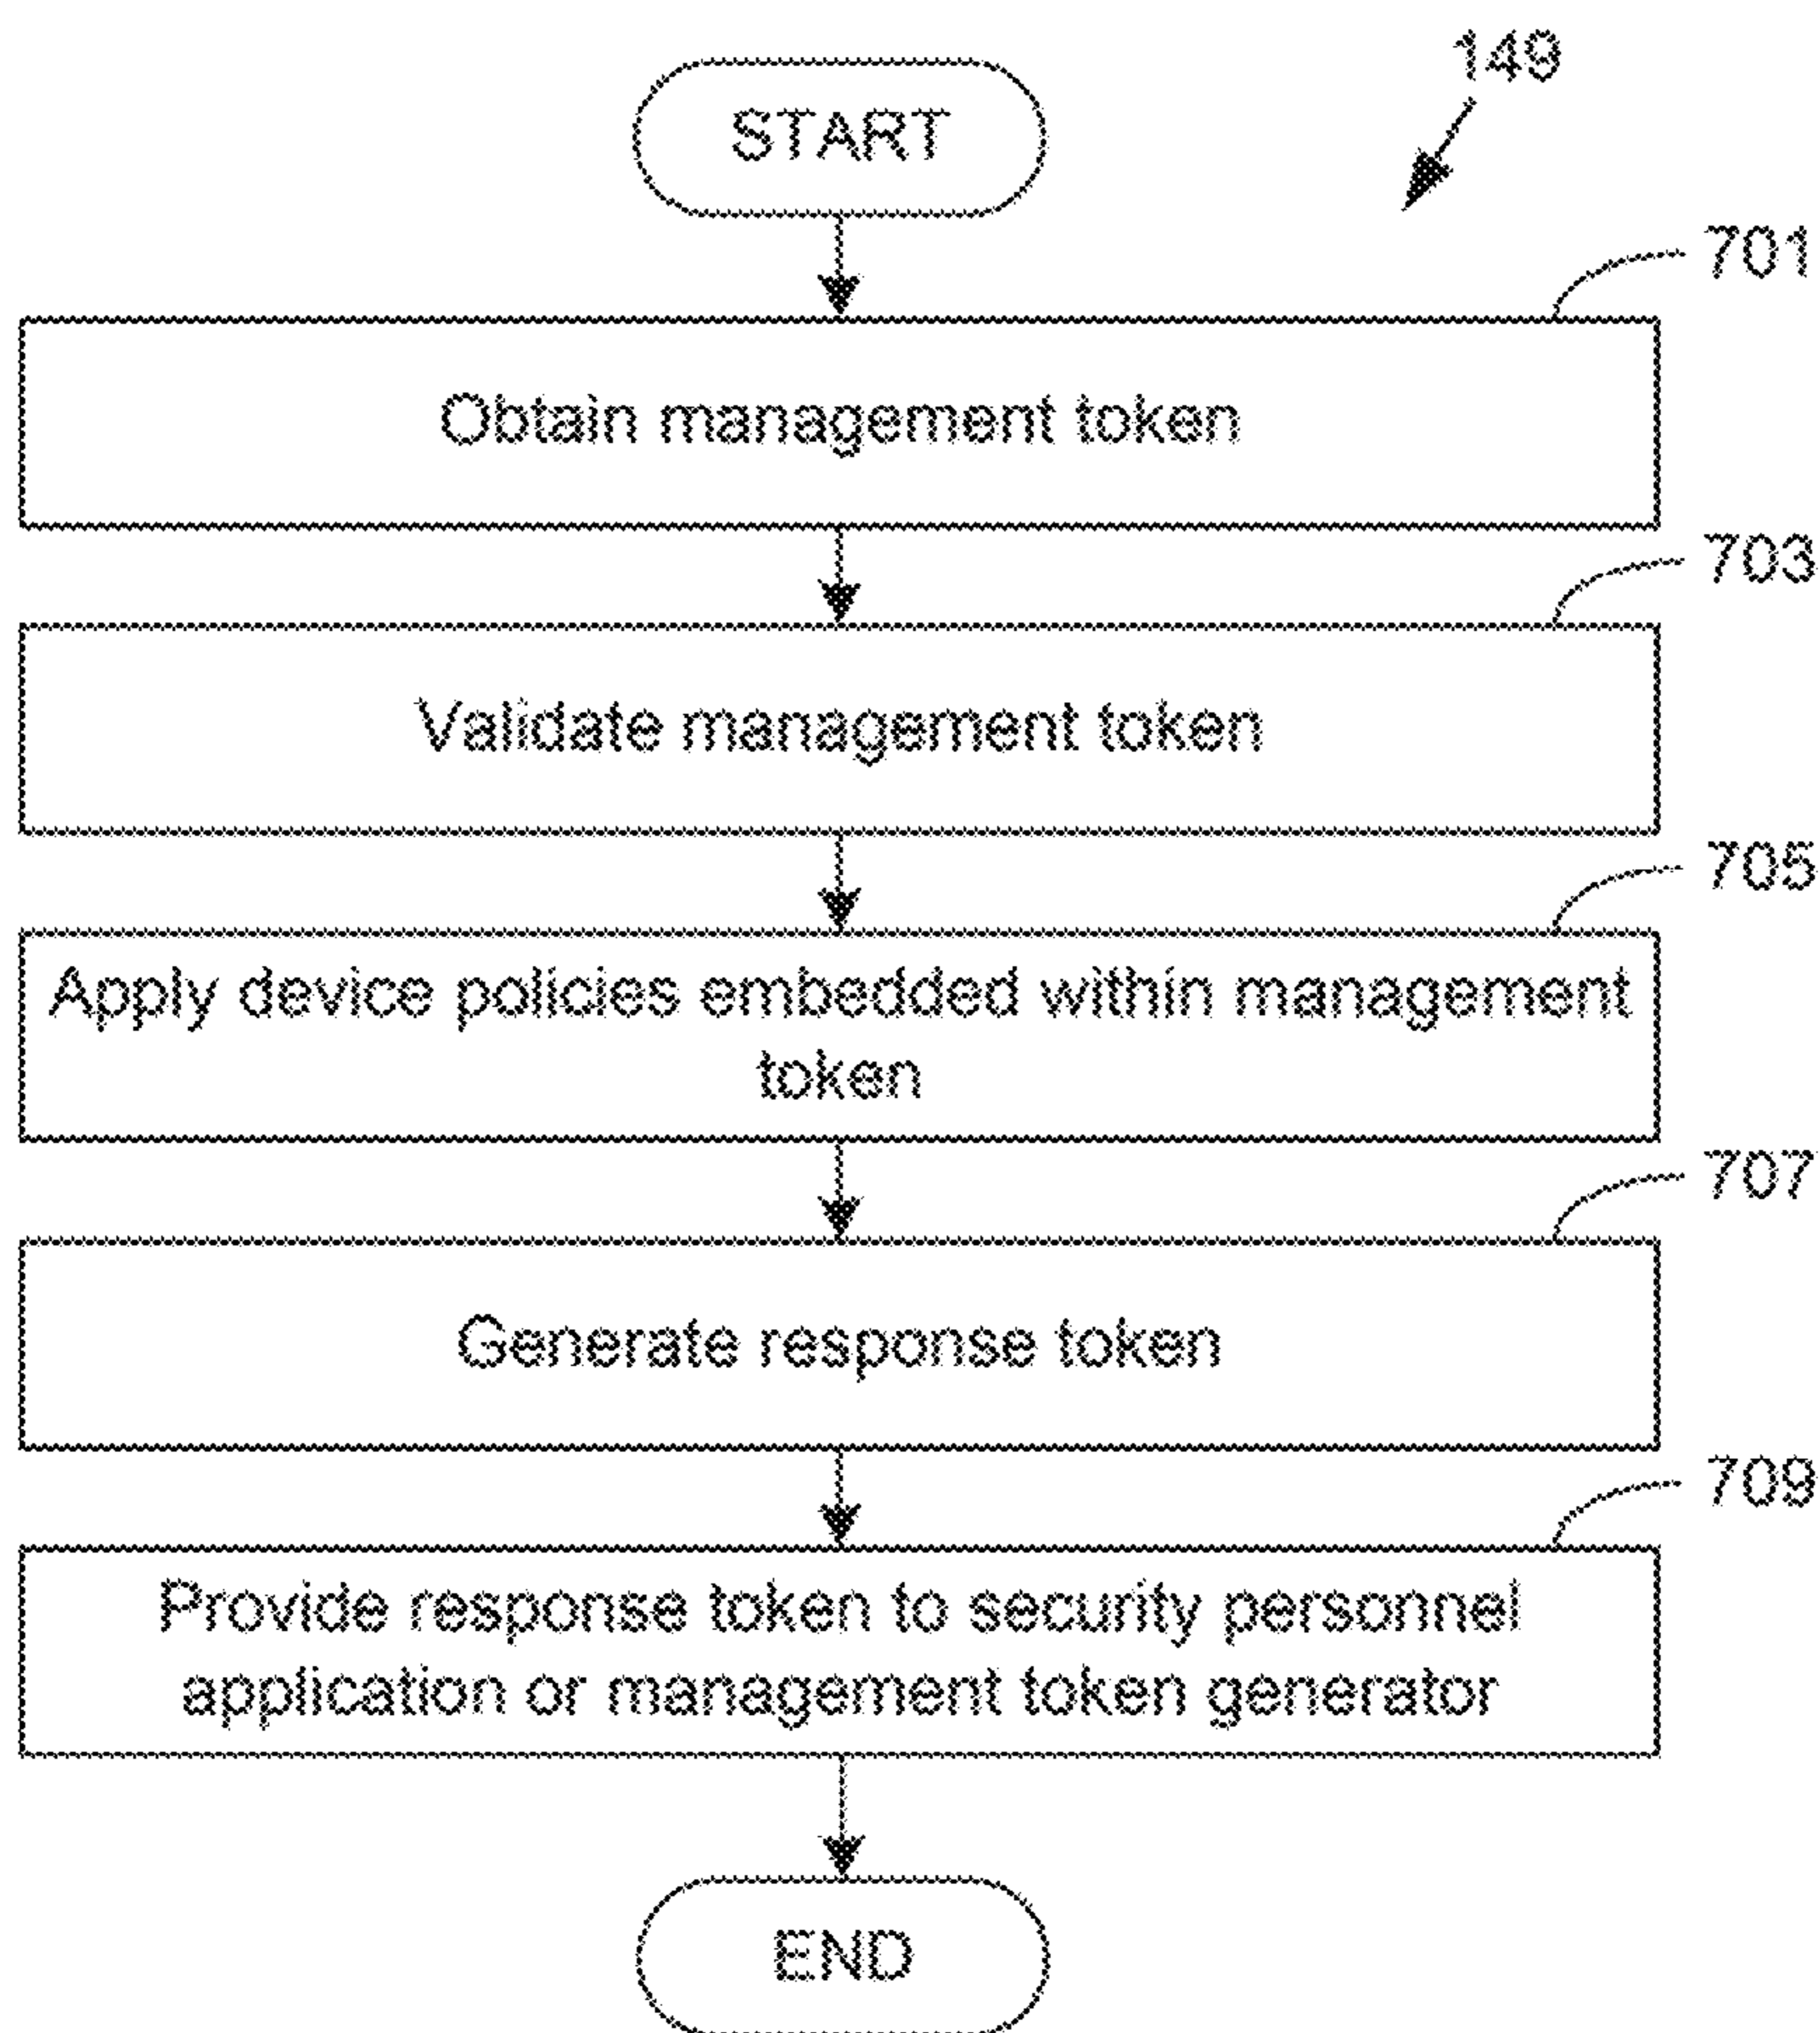 149
START
701
Obtain management token
703
Validate management token
705
Apply device policies embedded within management
token
707
Generate response token
709
Provide response token to security personnel
application or management token generator
END